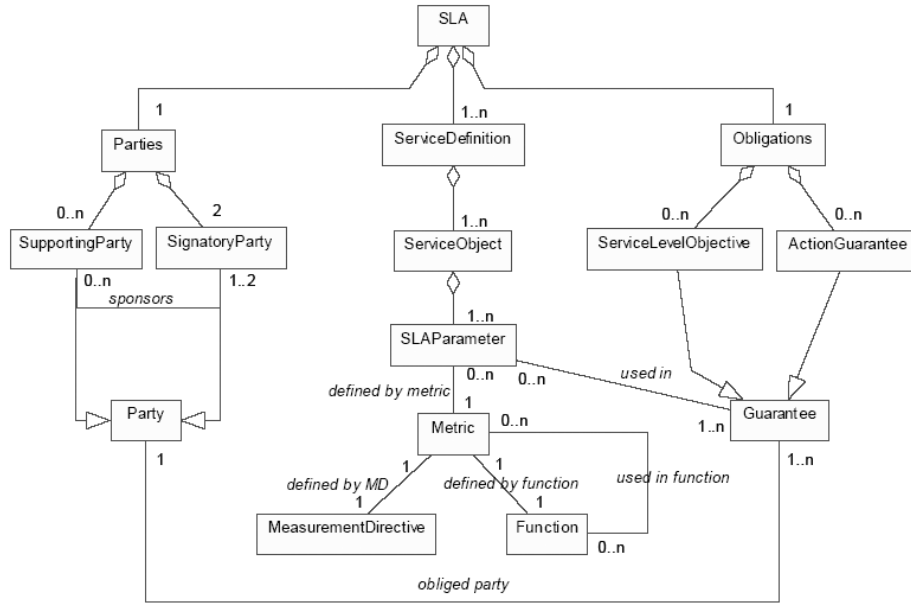 SLA
1
1..n
1
Parties
ServiceDefinition
Obligations
0..n
2
1..n
0..n
0..n
SupportingParty
SignatoryParty
ServiceObject
ServiceLevelObjective
ActionGuarantee
0..n
1..2
sponsors
1..n
SLAParameter
0..n
0..n
used in
defined by metric
1
Party
Metric
0..n
Guarantee
1..n
1
1
1
1..n
defined by MD
defined by function
used in function
1
1
MeasurementDirective
Function
0..n
obliged party